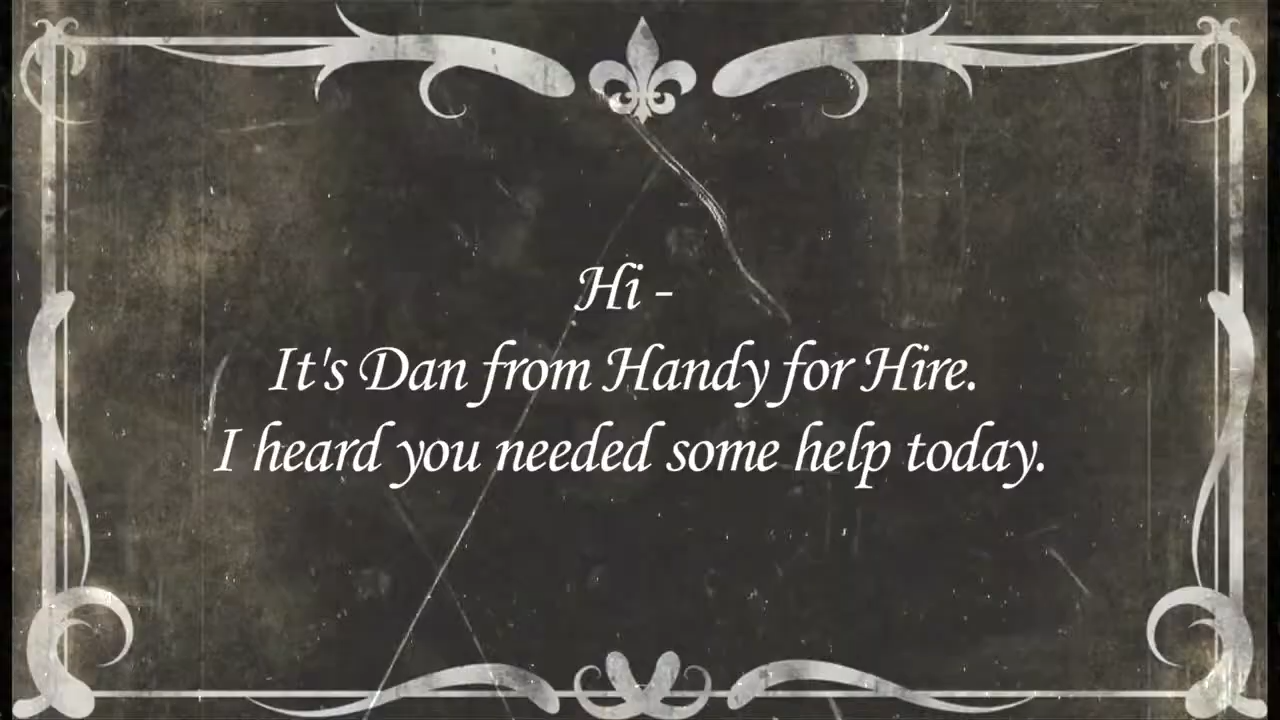 Hi -
It's Dan from Handy for Hire.
I heard you needed some help today.